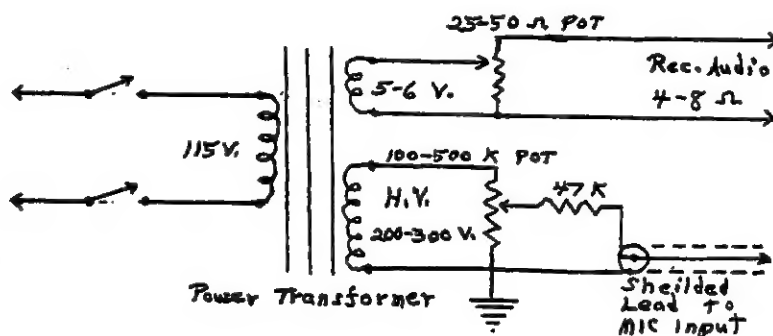 25-50 Ω POT
5-6 V.
Rec. Audio
4-8 Ω
115 V.
100-500 K POT
H.V.
200-300 V.
47 K
Power Transformer
Sheilded
Lead To
MIC Input